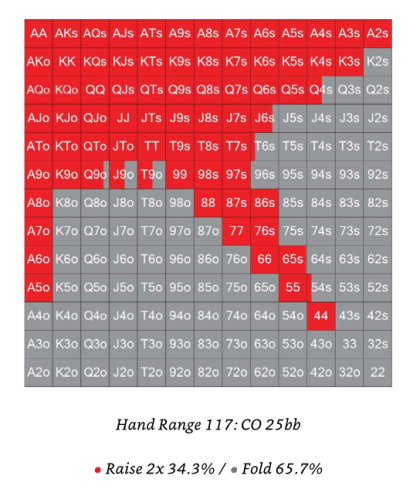 AA AKs AQs AJs ATs A9s A8s A7s A6s A5s A4s A3s A2s
AKo KK KQs KJs KTs K9s K8s K7s K6s K5s K4s K3s K2s
AQo KQo QQ QJs QTs Q9s Q8s Q7s Q6s Q5s Q4s Q3s Q2s
AJo KJo QJo JJ JTs J9s J8s J7s J6s J5s J4s J3s J2s
ATo KTo QTo JTo TT T9s T8s T7s T6s T5s T4s T3s T2s
A9o K9o Q9o J9o T9o 99 98s 97s 96s 95s 94s 93s 92s
A8o K8o Q8o J8o T8o 98o 88 87s 86s 85s 84s 83s 82s
A7o K7o Q7o J7o T7o 97o 87o 77 76s 75s 74s 73s 72s
A6o K6o Q6o J6o T6o 96o 86o 76o 66 65s 64s 63s 62s
A5o K5o Q5o J5o T5o 95o 85o 75o 65o 55 54s 53s 52s
A4o K4o Q4o J4o T4o 94o 84o 74o 64o 54o 44 43s 42s
A3o K3o Q3o J3o T3o 93o 83o 73o 63o 53o 43o 33 32s
A2o K2o Q2o J2o T2o 92o 82o 72o 62o 52o 42o 32o 22
Hand Range 117: CO 25bb
• Raise 2x 34.3% / • Fold 65.7%